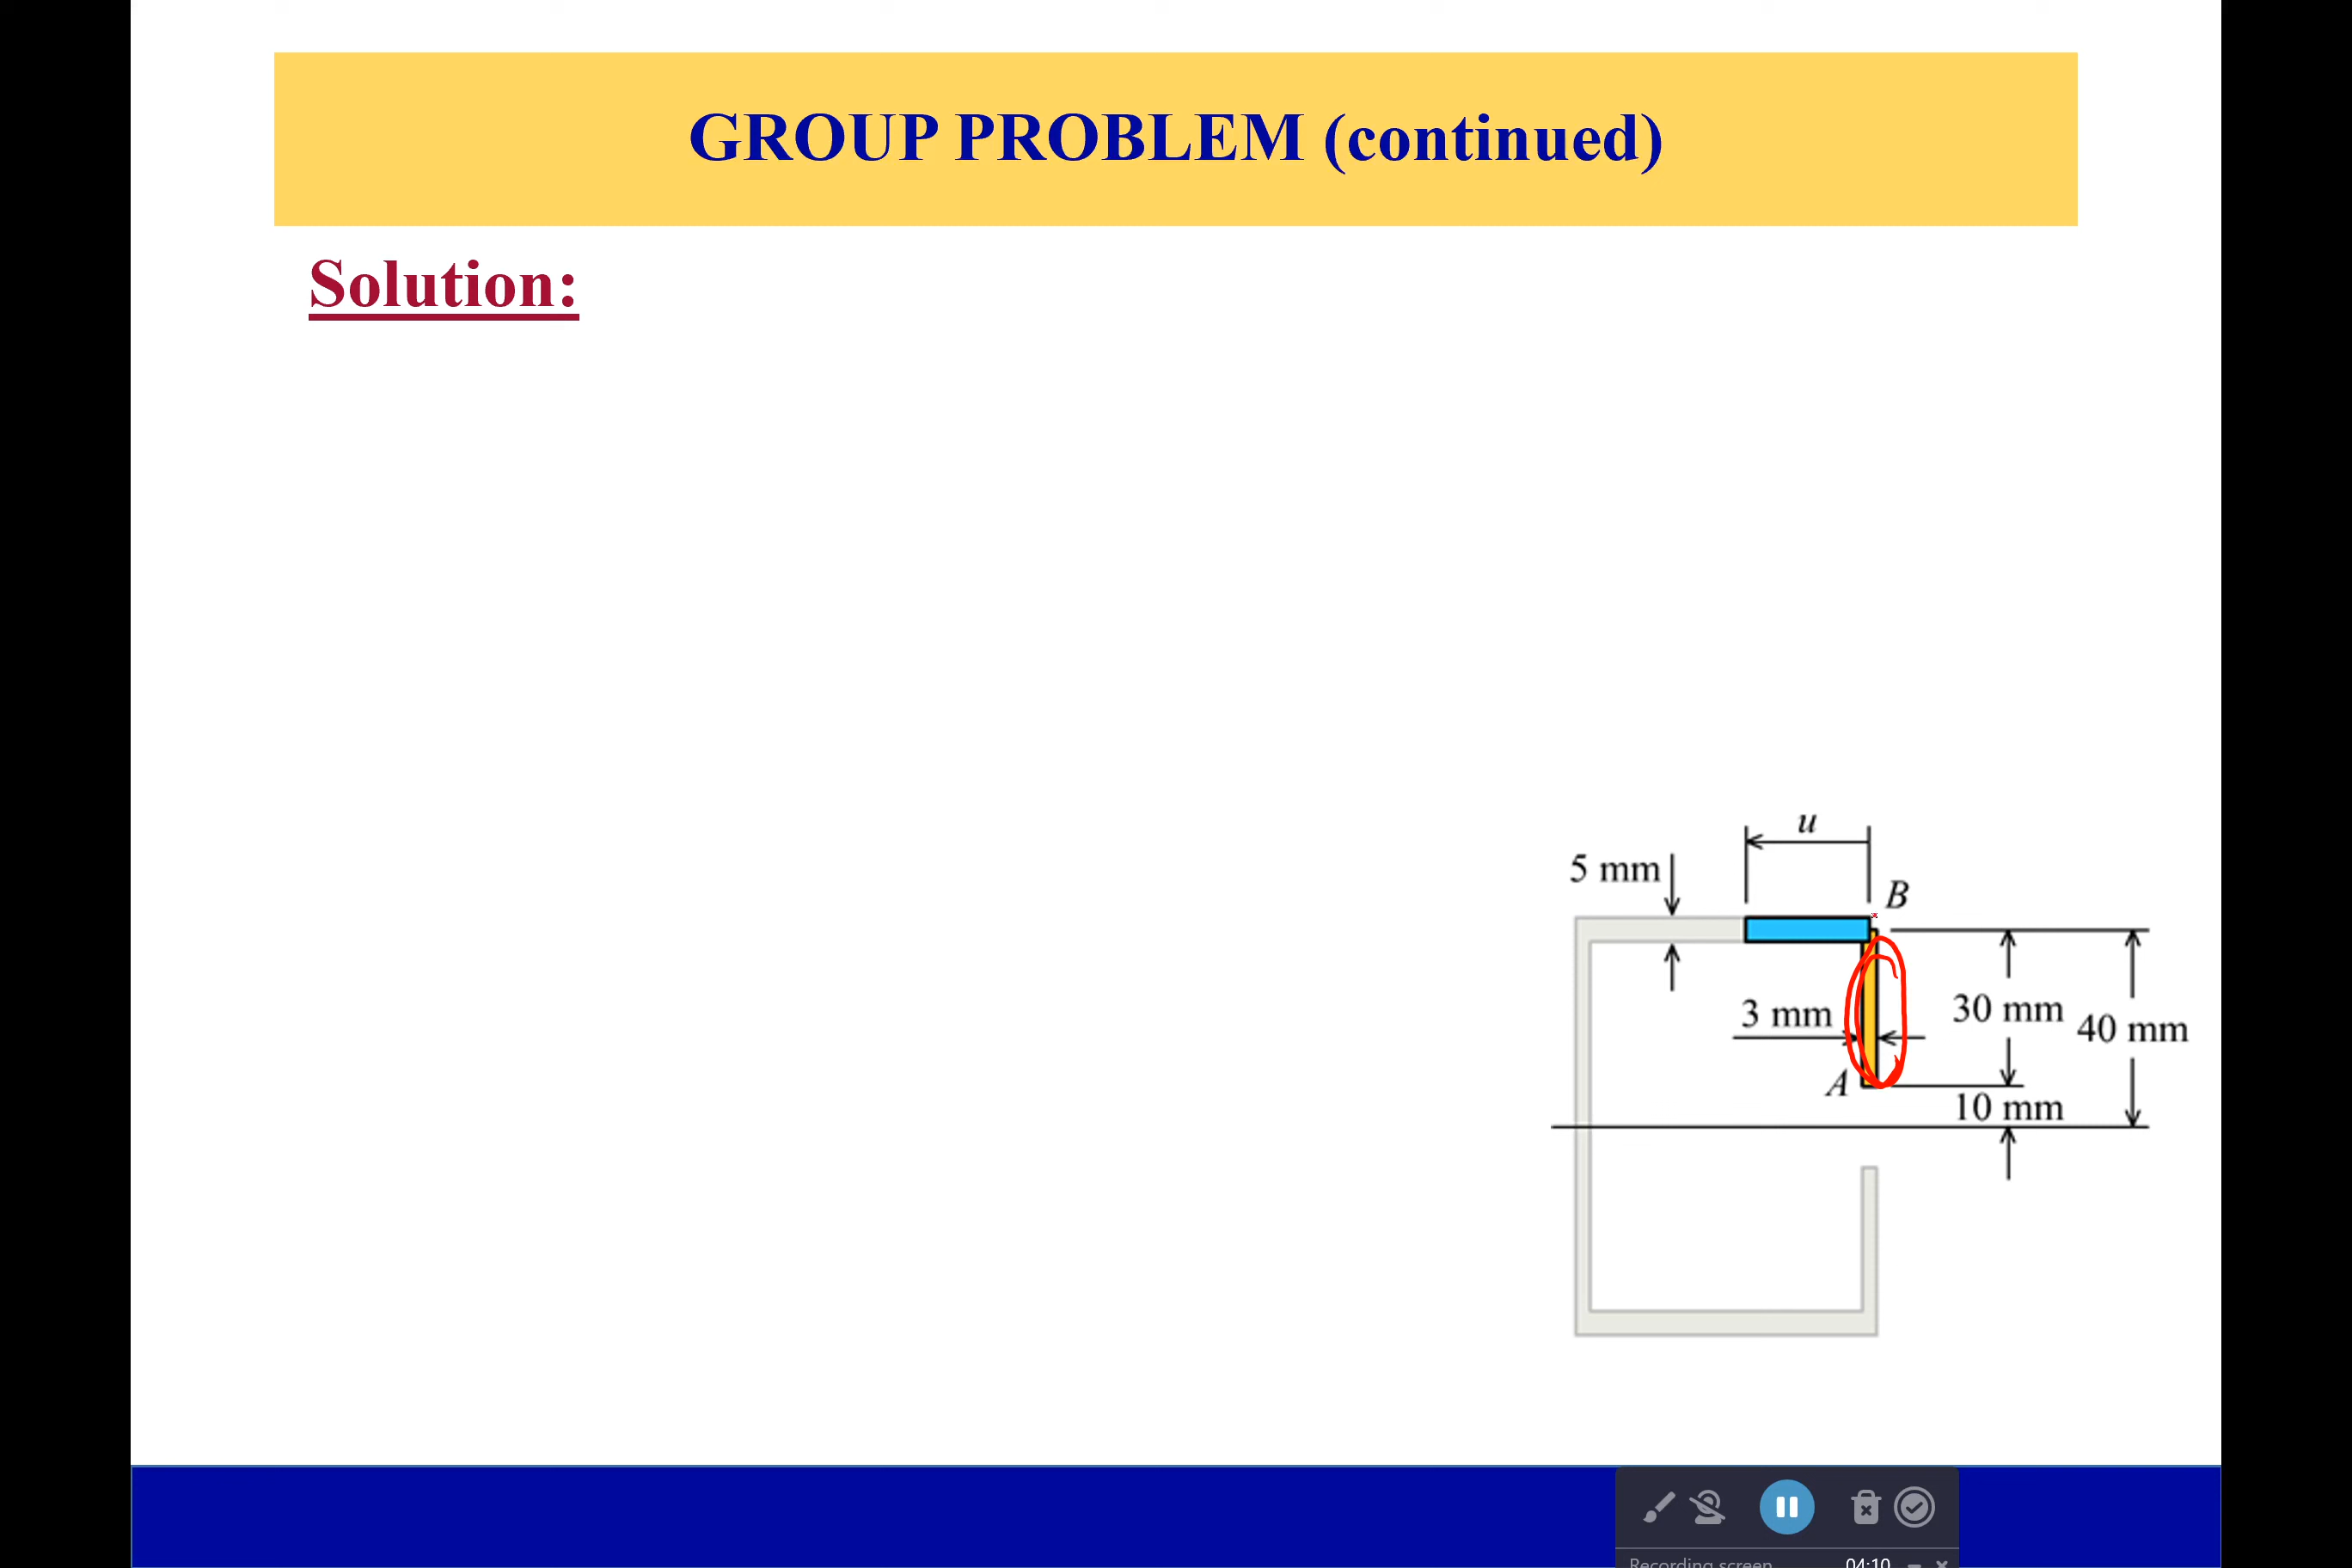 GROUP PROBLEM (continued)
Solution:
u
5 mm
B
3 mm
30 mm
40 mm
A
10 mm
Recording screen
04:10